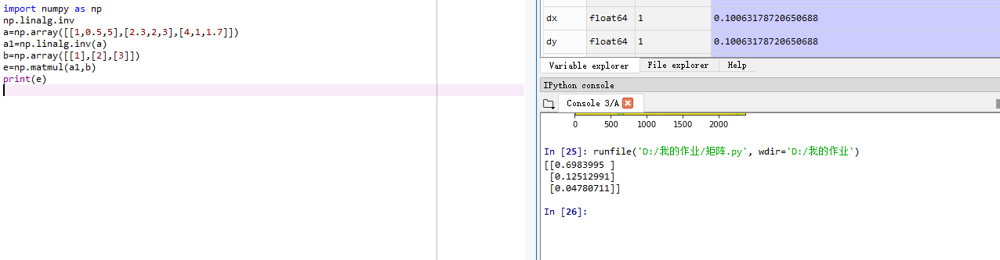 import numpy as np
np.linalg.inv
a=np.array([[1,0.5,5],[2.3,2,3],[4,1,1.7]])
a1=np.linalg.inv(a)
b=np.array([[1],[2],[3]])
e=np.matmul(a1,b)
print(e)
dx float64 1 0.10063178720650688
dy float64 1 0.10063178720650688
Variable explorer File explorer Help
IPython console
Console 3/A
0 500 1000 1500 2000
In [25]: runfile('D:/我的作业/矩阵.py', wdir='D:/我的作业')
[[0.6983995 ]
 [0.12512991]
 [0.04780711]]
In [26]: